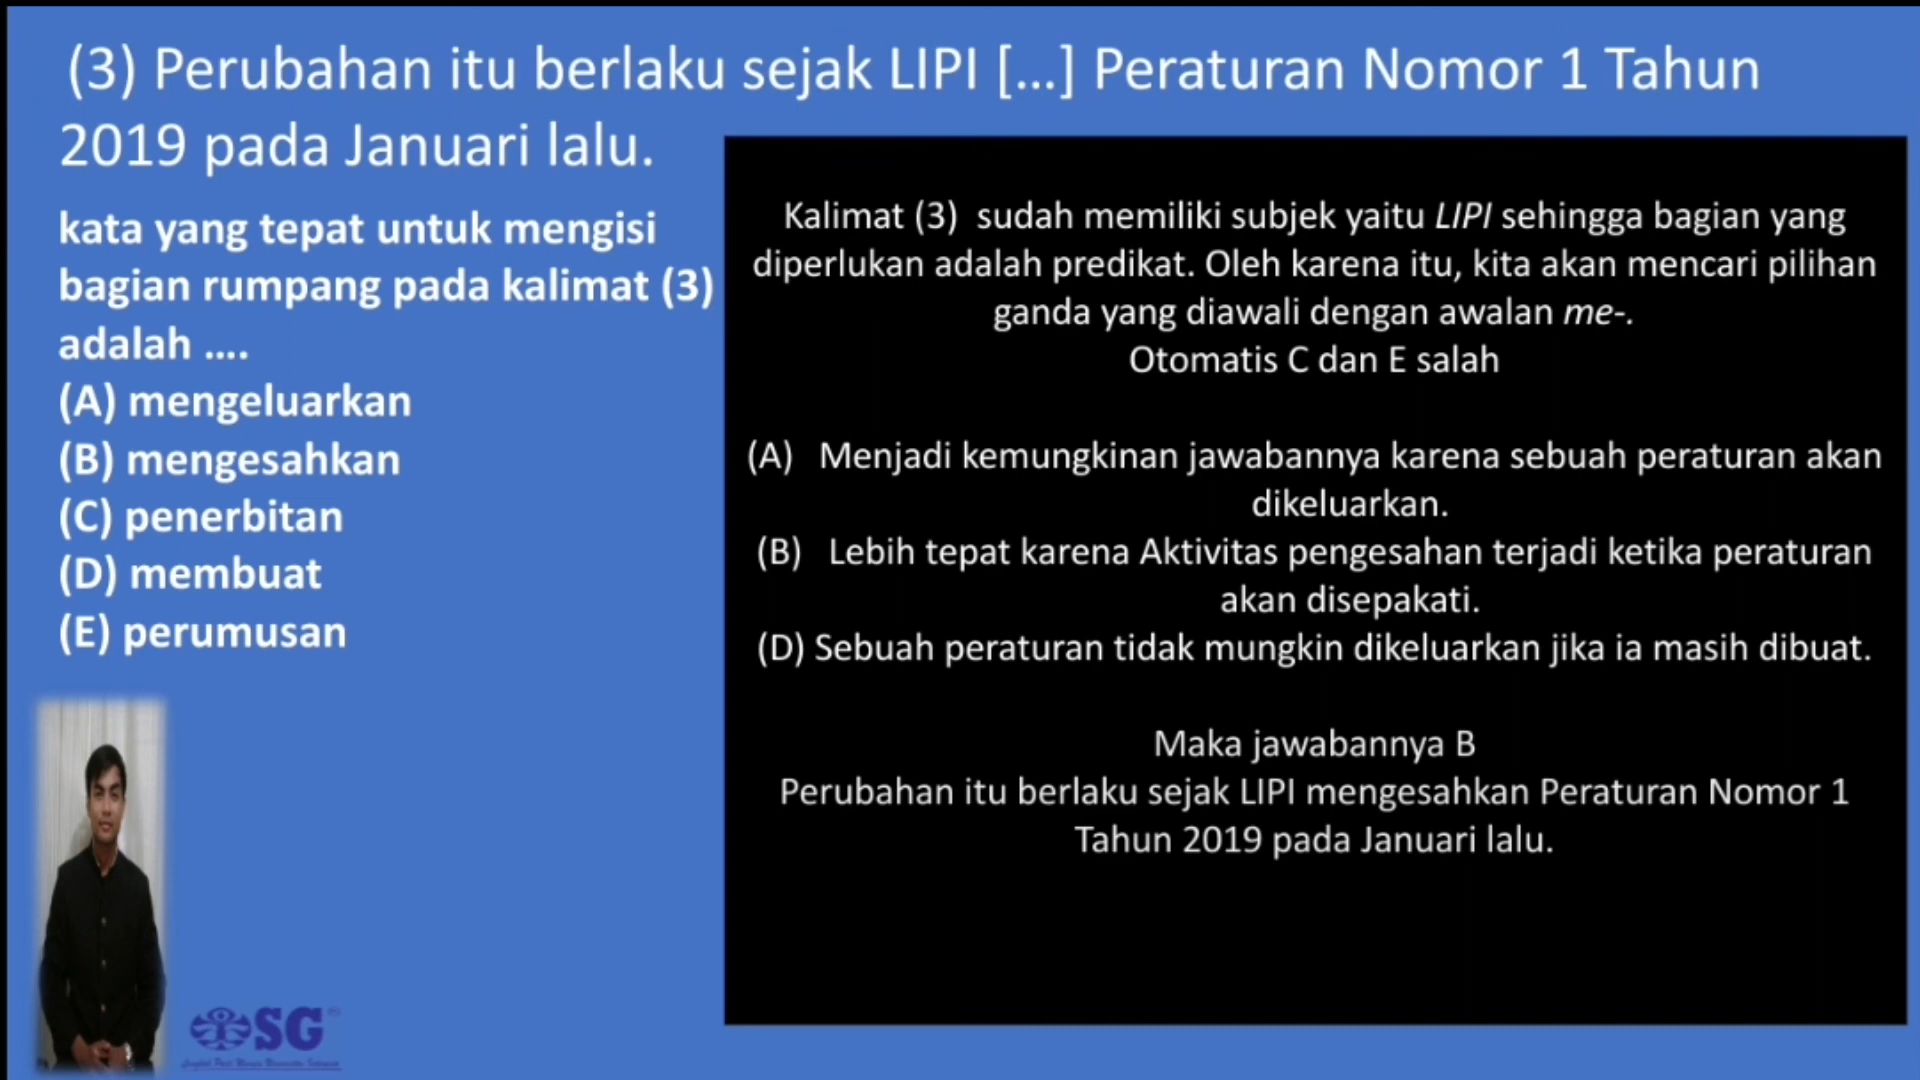 (3) Perubahan itu berlaku sejak LIPI [...] Peraturan Nomor 1 Tahun
2019 pada Januari lalu.
kata yang tepat untuk mengisi
bagian rumpang pada kalimat (3)
adalah ....
(A) mengeluarkan
(B) mengesahkan
(C) penerbitan
(D) membuat
(E) perumusan
Kalimat (3) sudah memiliki subjek yaitu LIPI sehingga bagian yang
diperlukan adalah predikat. Oleh karena itu, kita akan mencari pilihan
ganda yang diawali dengan awalan me-.
Otomatis C dan E salah
(A) Menjadi kemungkinan jawabannya karena sebuah peraturan akan
dikeluarkan.
(B) Lebih tepat karena Aktivitas pengesahan terjadi ketika peraturan
akan disepakati.
(D) Sebuah peraturan tidak mungkin dikeluarkan jika ia masih dibuat.
Maka jawabannya B
Perubahan itu berlaku sejak LIPI mengesahkan Peraturan Nomor 1
Tahun 2019 pada Januari lalu.
SG